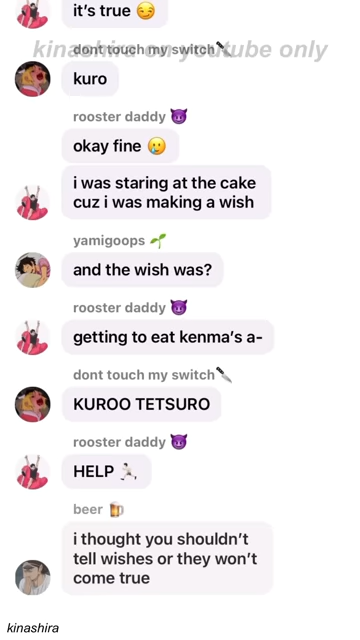 it's true 😏
kinashira on youtube only
dont touch my switch🔪
kuro
rooster daddy 😈
okay fine 🥲
i was staring at the cake
cuz i was making a wish
yamigoops 🌱
and the wish was?
rooster daddy 😈
getting to eat kenma's a-
dont touch my switch🔪
KUROO TETSURO
rooster daddy 😈
HELP 🏃🏻
beer 🍺
i thought you shouldn't
tell wishes or they won't
come true
kinashira